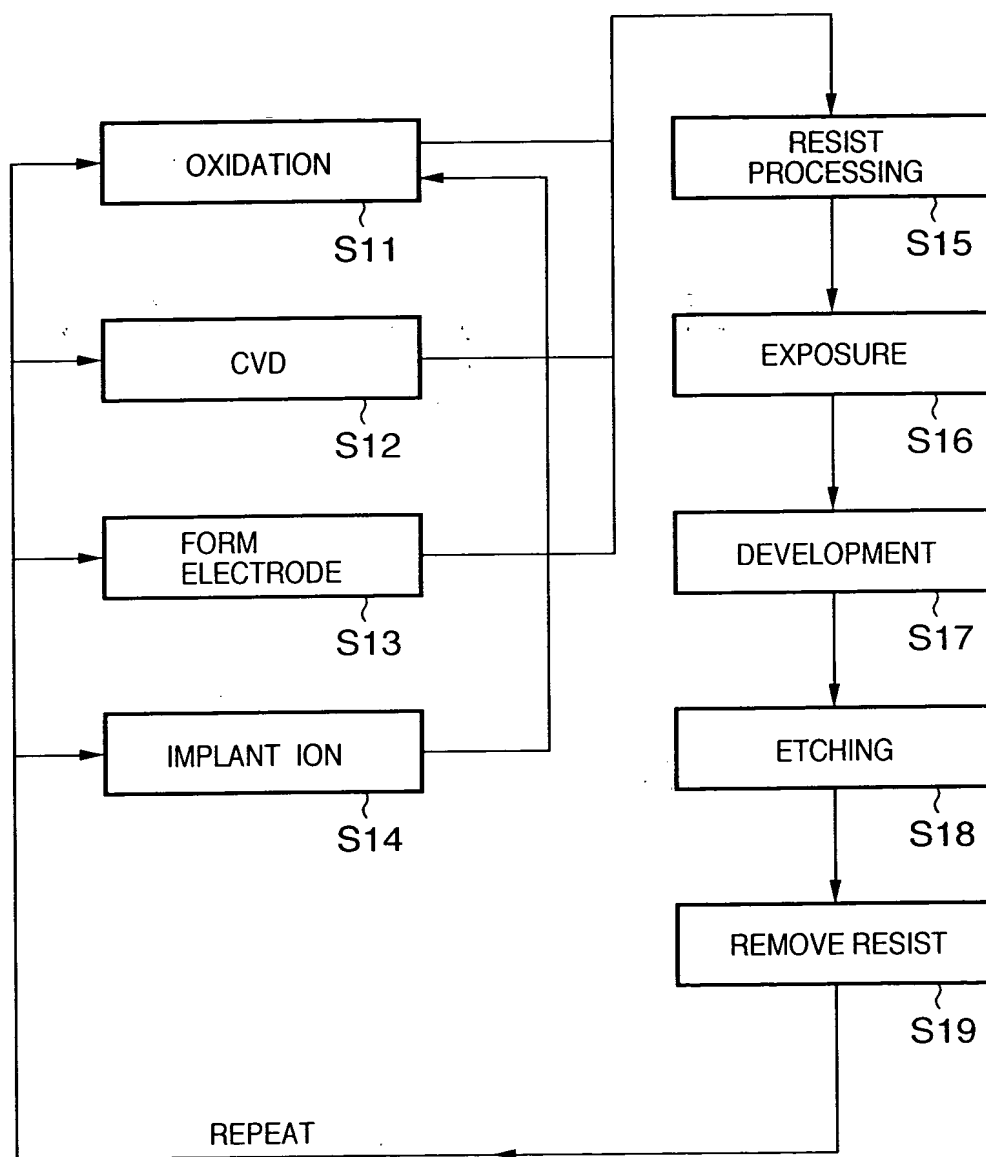 OXIDATION
S11
CVD
S12
FORM
ELECTRODE
S13
IMPLANT ION
S14
RESIST
PROCESSING
S15
EXPOSURE
S16
DEVELOPMENT
S17
ETCHING
S18
REMOVE RESIST
S19
REPEAT